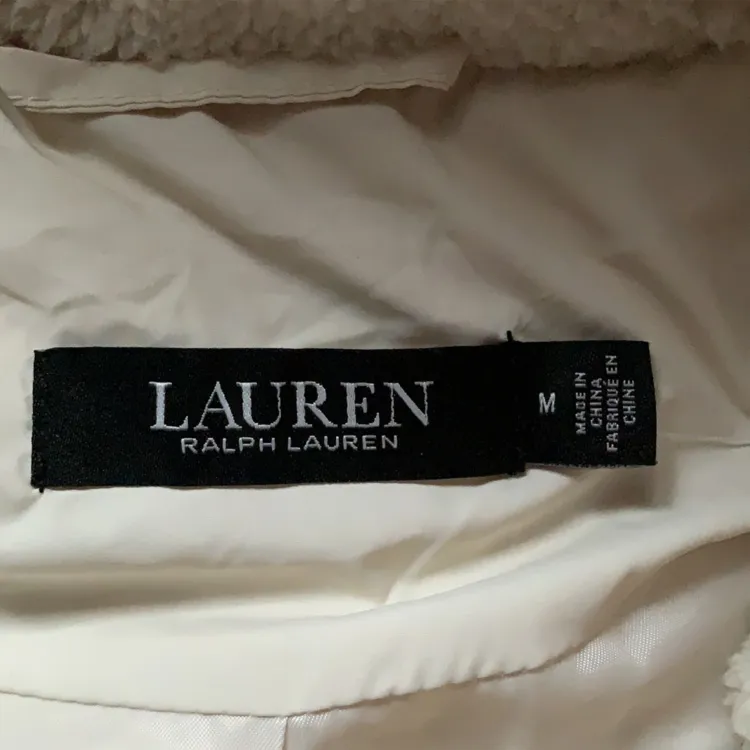 LAUREN
RALPH LAUREN
M
MADE IN
CHINA
FABRIQUÉ EN
CHINE